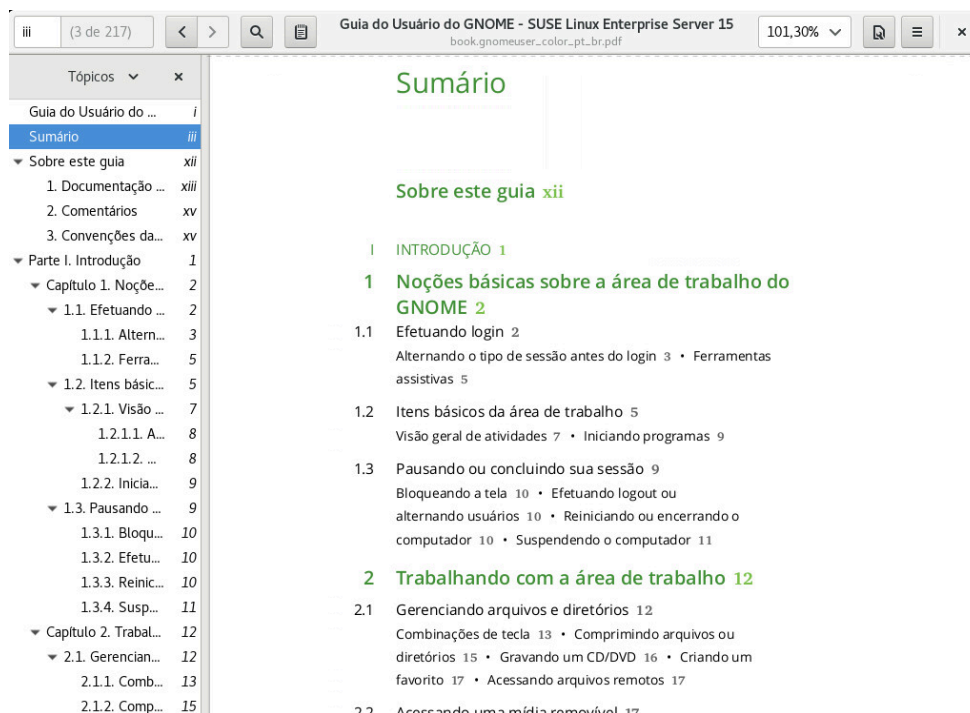 iii (3 de 217) Guia do Usuário do GNOME - SUSE Linux Enterprise Server 15 101,30%
book.gnomeuser_color_pt_br.pdf
Tópicos
Guia do Usuário do ... i
Sumário iii
Sobre este guia xii
1. Documentação ... xiii
2. Comentários xv
3. Convenções da... xv
Parte I. Introdução 1
Capítulo 1. Noçõe... 2
1.1. Efetuando ... 2
1.1.1. Altern... 3
1.1.2. Ferra... 5
1.2. Itens básic... 5
1.2.1. Visão ... 7
1.2.1.1. A... 8
1.2.1.2. ... 8
1.2.2. Inicia... 9
1.3. Pausando ... 9
1.3.1. Bloqu... 10
1.3.2. Efetu... 10
1.3.3. Reinic... 10
1.3.4. Susp... 11
Capítulo 2. Trabal... 12
2.1. Gerencian... 12
2.1.1. Comb... 13
2.1.2. Comp... 15
Sumário
Sobre este guia xii
I INTRODUÇÃO 1
1 Noções básicas sobre a área de trabalho do
GNOME 2
1.1 Efetuando login 2
Alternando o tipo de sessão antes do login 3 • Ferramentas
assistivas 5
1.2 Itens básicos da área de trabalho 5
Visão geral de atividades 7 • Iniciando programas 9
1.3 Pausando ou concluindo sua sessão 9
Bloqueando a tela 10 • Efetuando logout ou
alternando usuários 10 • Reiniciando ou encerrando o
computador 10 • Suspendendo o computador 11
2 Trabalhando com a área de trabalho 12
2.1 Gerenciando arquivos e diretórios 12
Combinações de tecla 13 • Comprimindo arquivos ou
diretórios 15 • Gravando um CD/DVD 16 • Criando um
favorito 17 • Acessando arquivos remotos 17
2.2 Acessando uma mídia removível 17